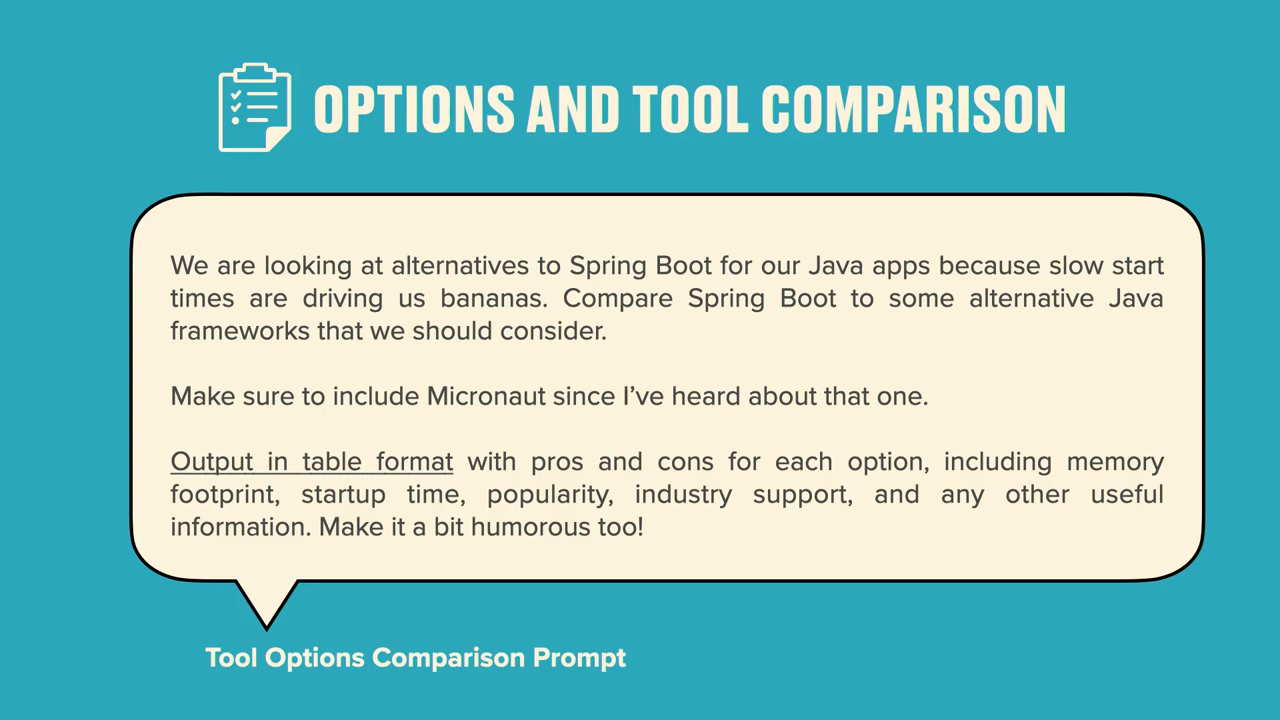 OPTIONS AND TOOL COMPARISON
We are looking at alternatives to Spring Boot for our Java apps because slow start
times are driving us bananas. Compare Spring Boot to some alternative Java
frameworks that we should consider.
Make sure to include Micronaut since I’ve heard about that one.
Output in table format with pros and cons for each option, including memory
footprint, startup time, popularity, industry support, and any other useful
information. Make it a bit humorous too!
Tool Options Comparison Prompt